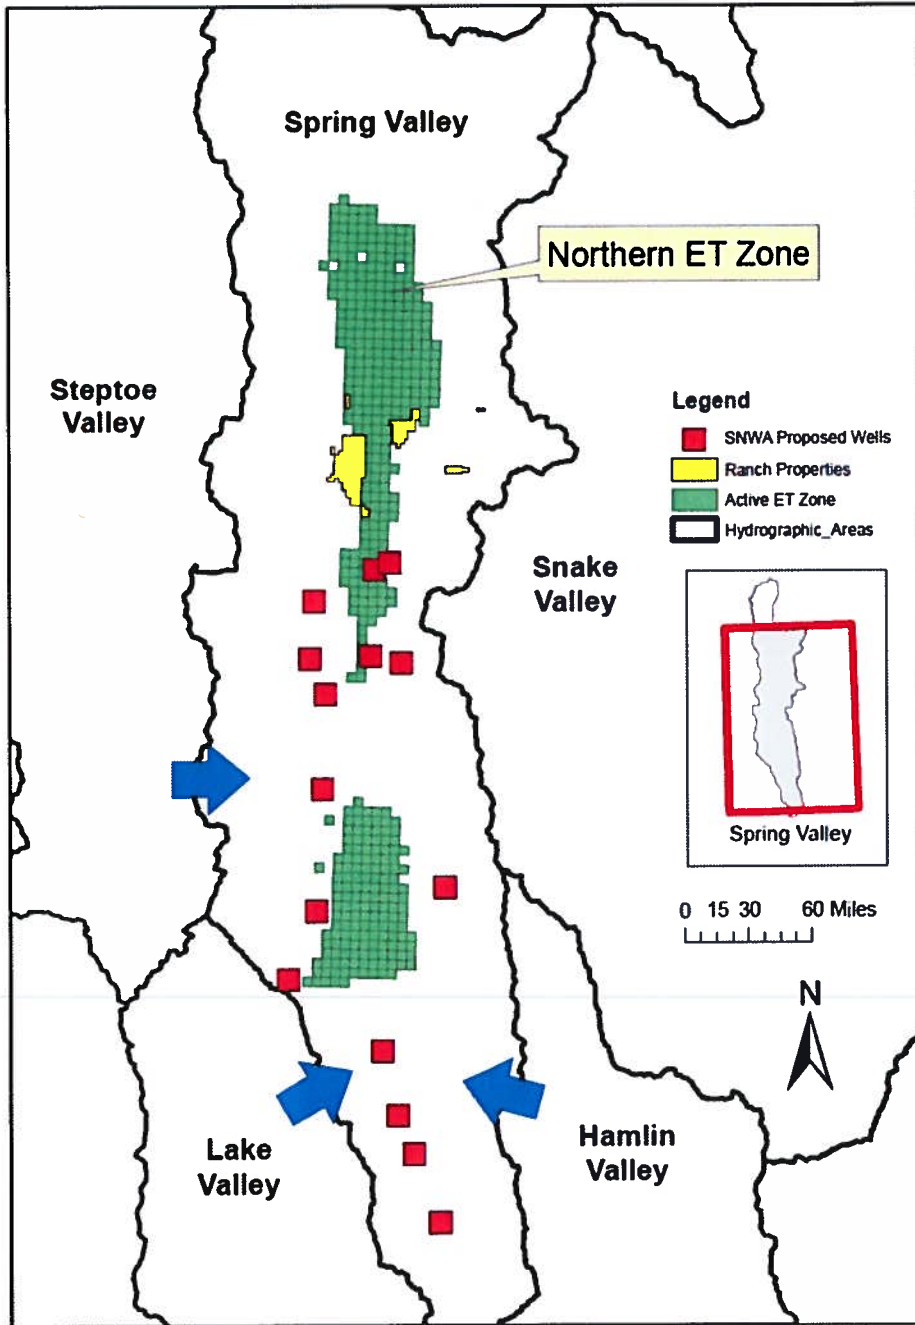 Spring Valley
Northern ET Zone
Steptoe
Valley
Legend
SNWA Proposed Wells
Ranch Properties
Active ET Zone
Hydrographic_Areas
Snake
Valley
Spring Valley
0 15 30 60 Miles
N
Lake
Valley
Hamlin
Valley